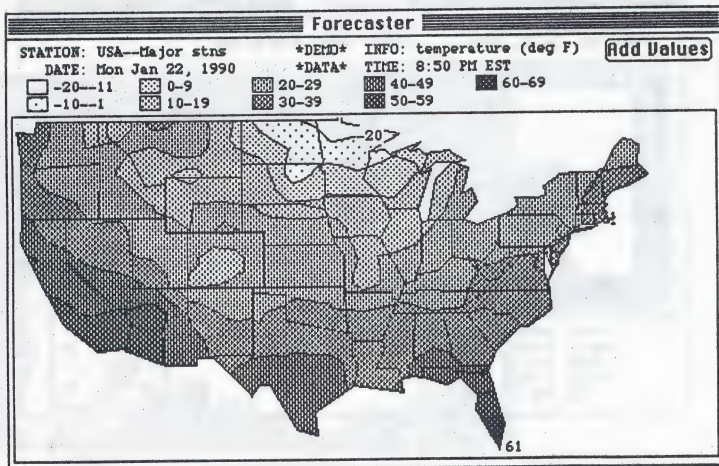 Forecaster
STATION: USA--Major stns *DEMO* INFO: temperature (deg F) Add Values
DATE: Mon Jan 22, 1990 *DATA* TIME: 8:50 PM EST
-20--11 0-9 20-29 40-49 60-69
-10--1 10-19 30-39 50-59
-20
61